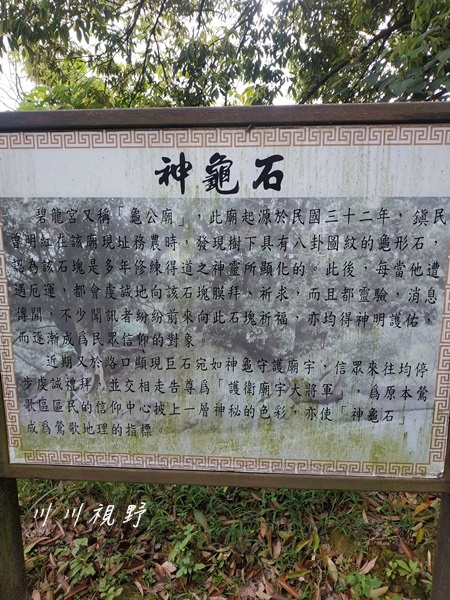 神龜石
碧龍宮又稱「龜公廟」，此廟起源於民國三十二年，鎮民
曾明紅在該廟現址務農時，發現樹下具有八卦圖紋的龜形石，
認為該石塊是多年修練得道之神靈所顯化的。此後，每當他遭
遇厄運，都會虔誠地向該石塊膜拜、祈求，而且都靈驗，消息
傳開，不少聞訊者紛紛前來向此石塊祈福，亦均得神明護佑，
而逐漸成為民眾信仰的對象。
近期又於路口顯現巨石宛如神龜守護廟宇，信眾來往均停
步虔誠禮拜，並交相走告尊為「護衛廟宇大將軍」，為原本鶯
歌區區民的信仰中心披上一層神秘的色彩，亦使「神龜石」
成為鶯歌地理的指標
川川視野